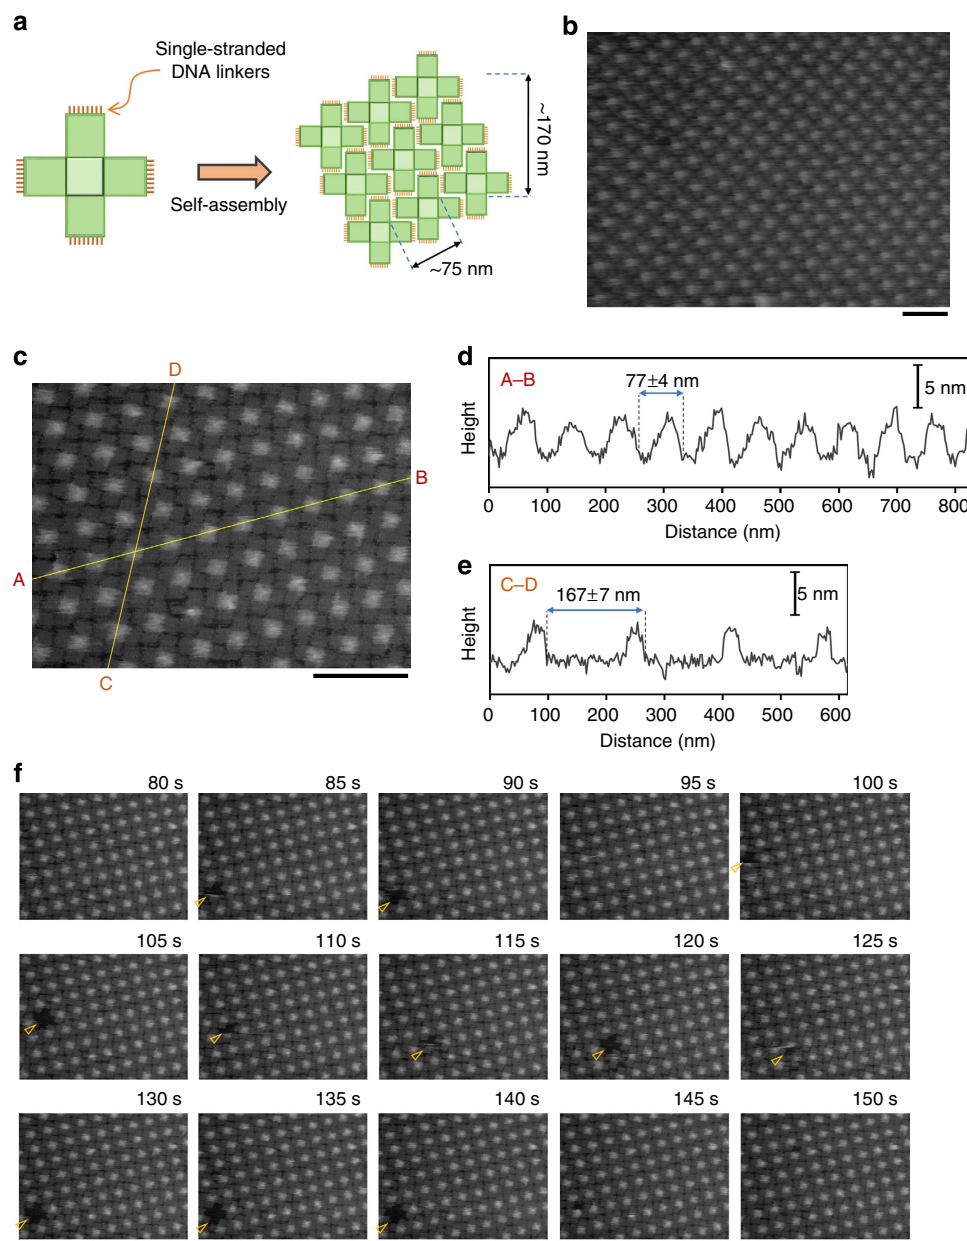 a
Single-stranded
DNA linkers
Self-assembly
~170 nm
~75 nm
b
c
D
B
A
C
d
A–B
77±4 nm
5 nm
Height
0 100 200 300 400 500 600 700 800
Distance (nm)
e
C–D
167±7 nm
5 nm
Height
0 100 200 300 400 500 600
Distance (nm)
f
80 s 85 s 90 s 95 s 100 s
105 s 110 s 115 s 120 s 125 s
130 s 135 s 140 s 145 s 150 s